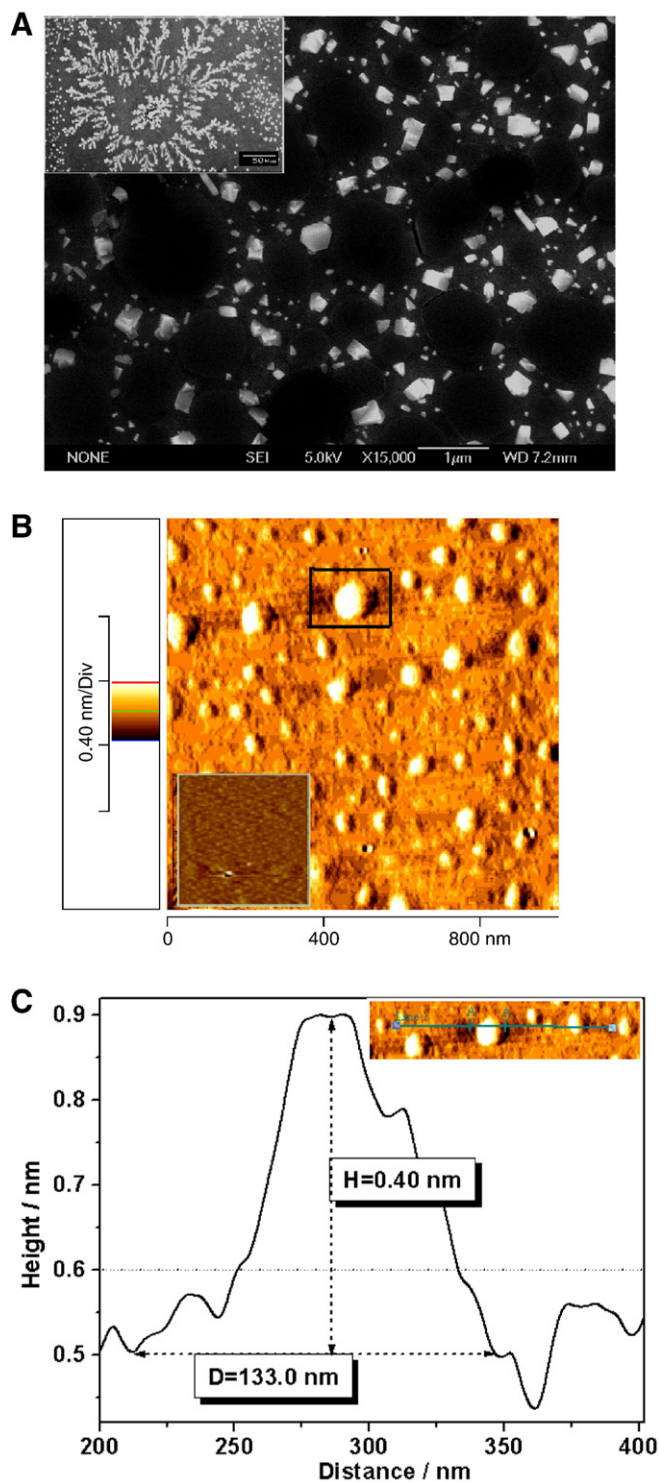 A
50 μm
NONE SEI 5.0kV X15,000 1μm WD 7.2mm
B
0.40 nm/Div
0 400 800 nm
C
Height / nm
0.9
0.8
0.7
0.6
0.5
A A
H=0.40 nm
D=133.0 nm
200 250 300 350 400
Distance / nm